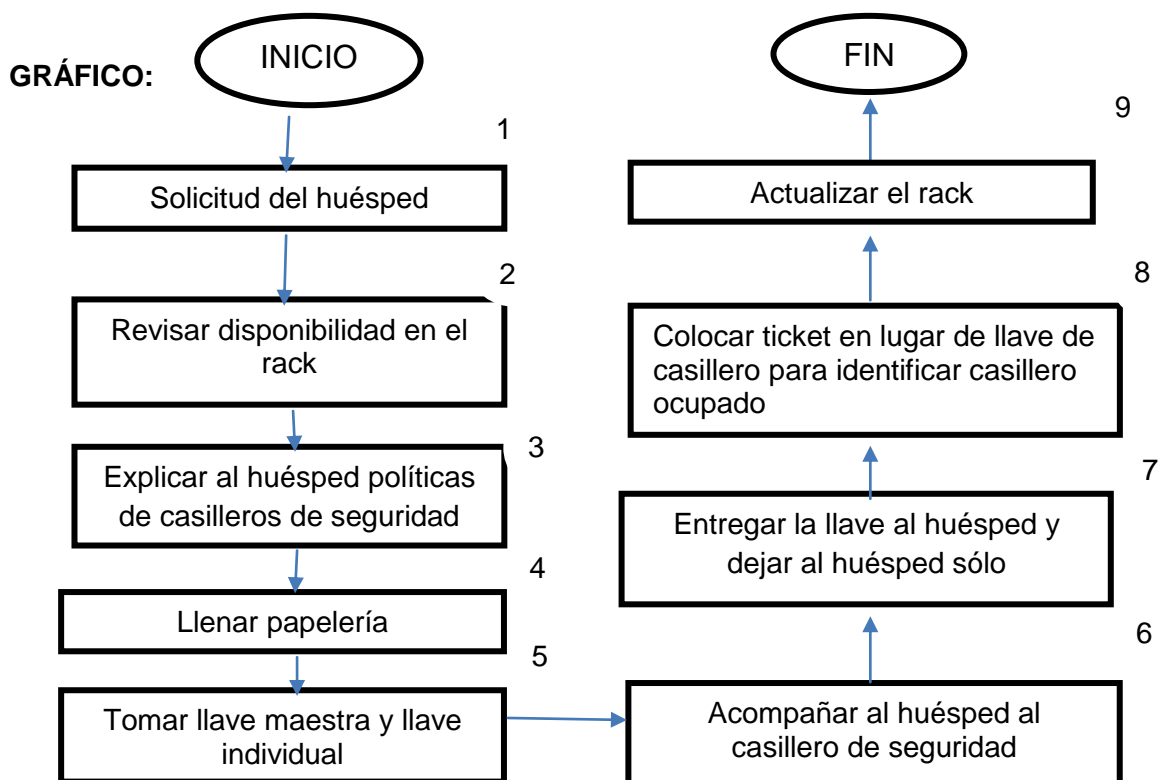 GRÁFICO:
INICIO
1
Solicitud del huésped
2
Revisar disponibilidad en el
rack
3
Explicar al huésped políticas
de casilleros de seguridad
4
Llenar papelería
5
Tomar llave maestra y llave
individual
6
Acompañar al huésped al
casillero de seguridad
7
Entregar la llave al huésped y
dejar al huésped sólo
8
Colocar ticket en lugar de llave de
casillero para identificar casillero
ocupado
9
Actualizar el rack
FIN